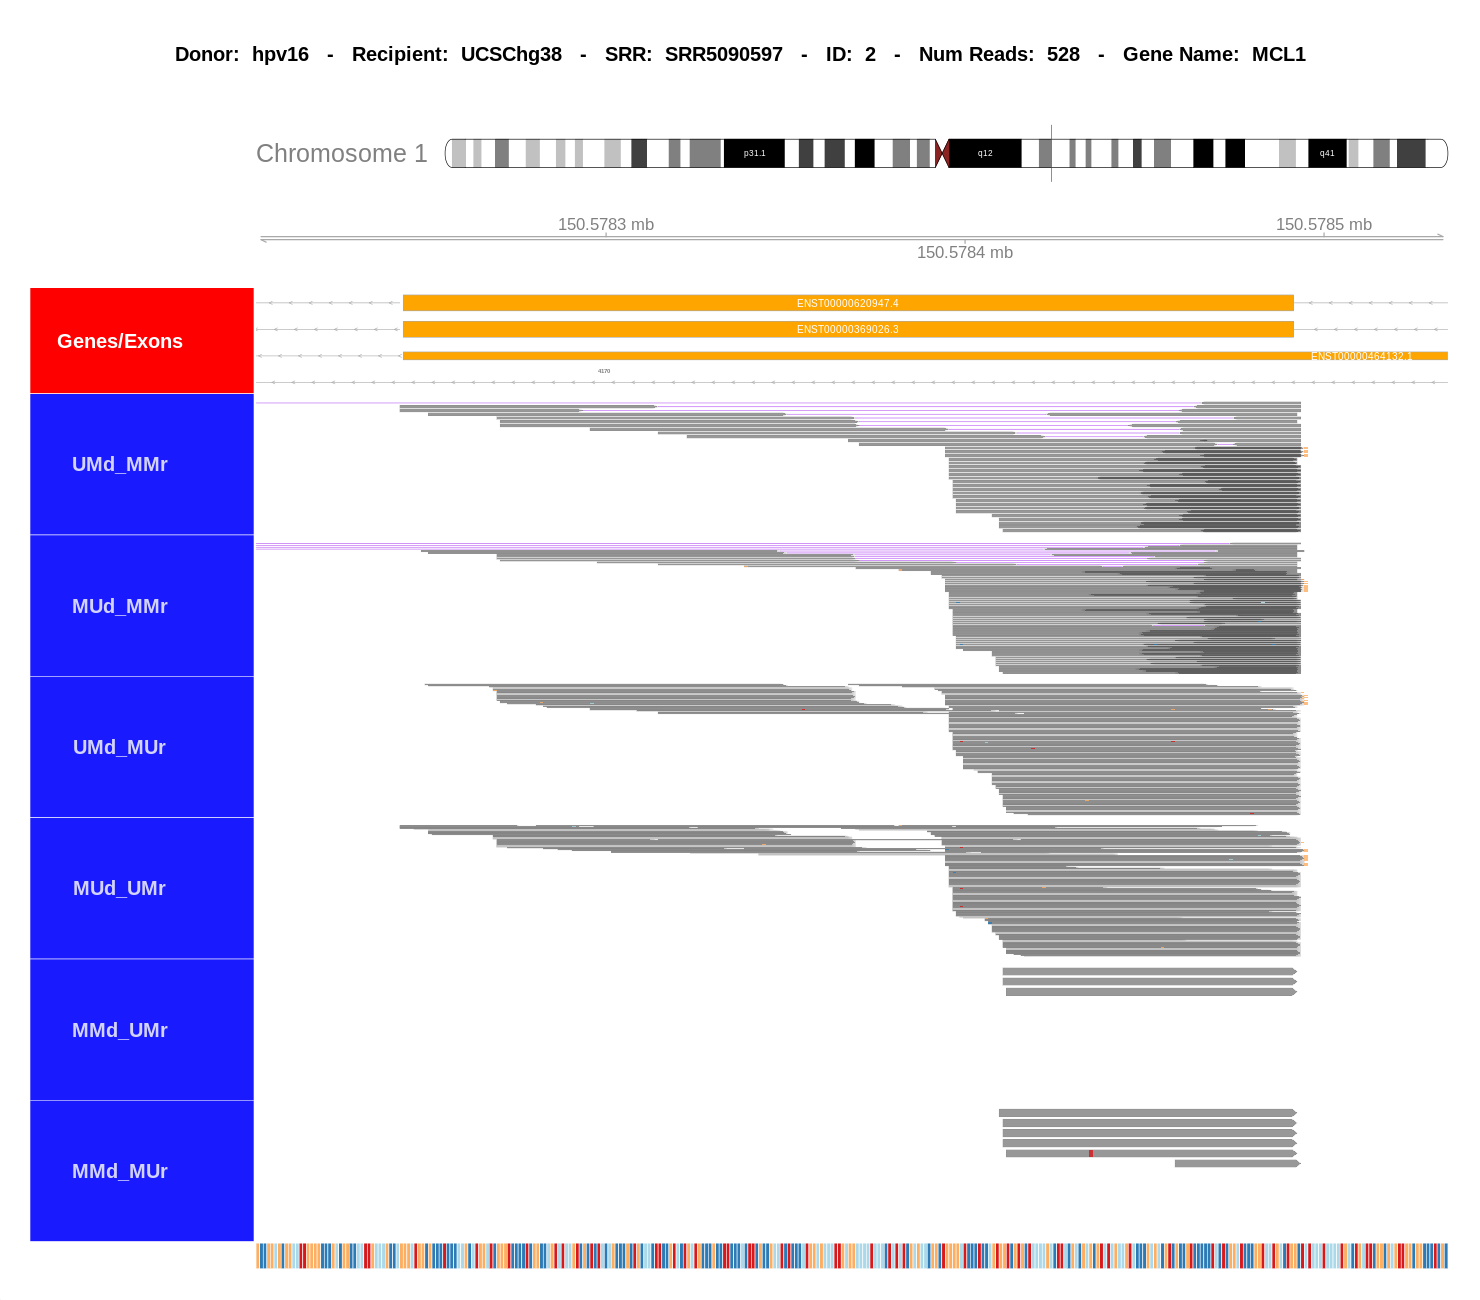 Donor: hpv16 - Recipient: UCSChg38 - SRR: SRR5090597 - ID: 2 - Num Reads: 528 - Gene Name: MCL1
Chromosome 1
p31.1
q12
q41
150.5783 mb
150.5785 mb
150.5784 mb
Genes/Exons
ENST00000620947.4
ENST00000369026.3
ENST00000464132.1
4170
UMd_MMr
MUd_MMr
UMd_MUr
MUd_UMr
MMd_UMr
MMd_MUr